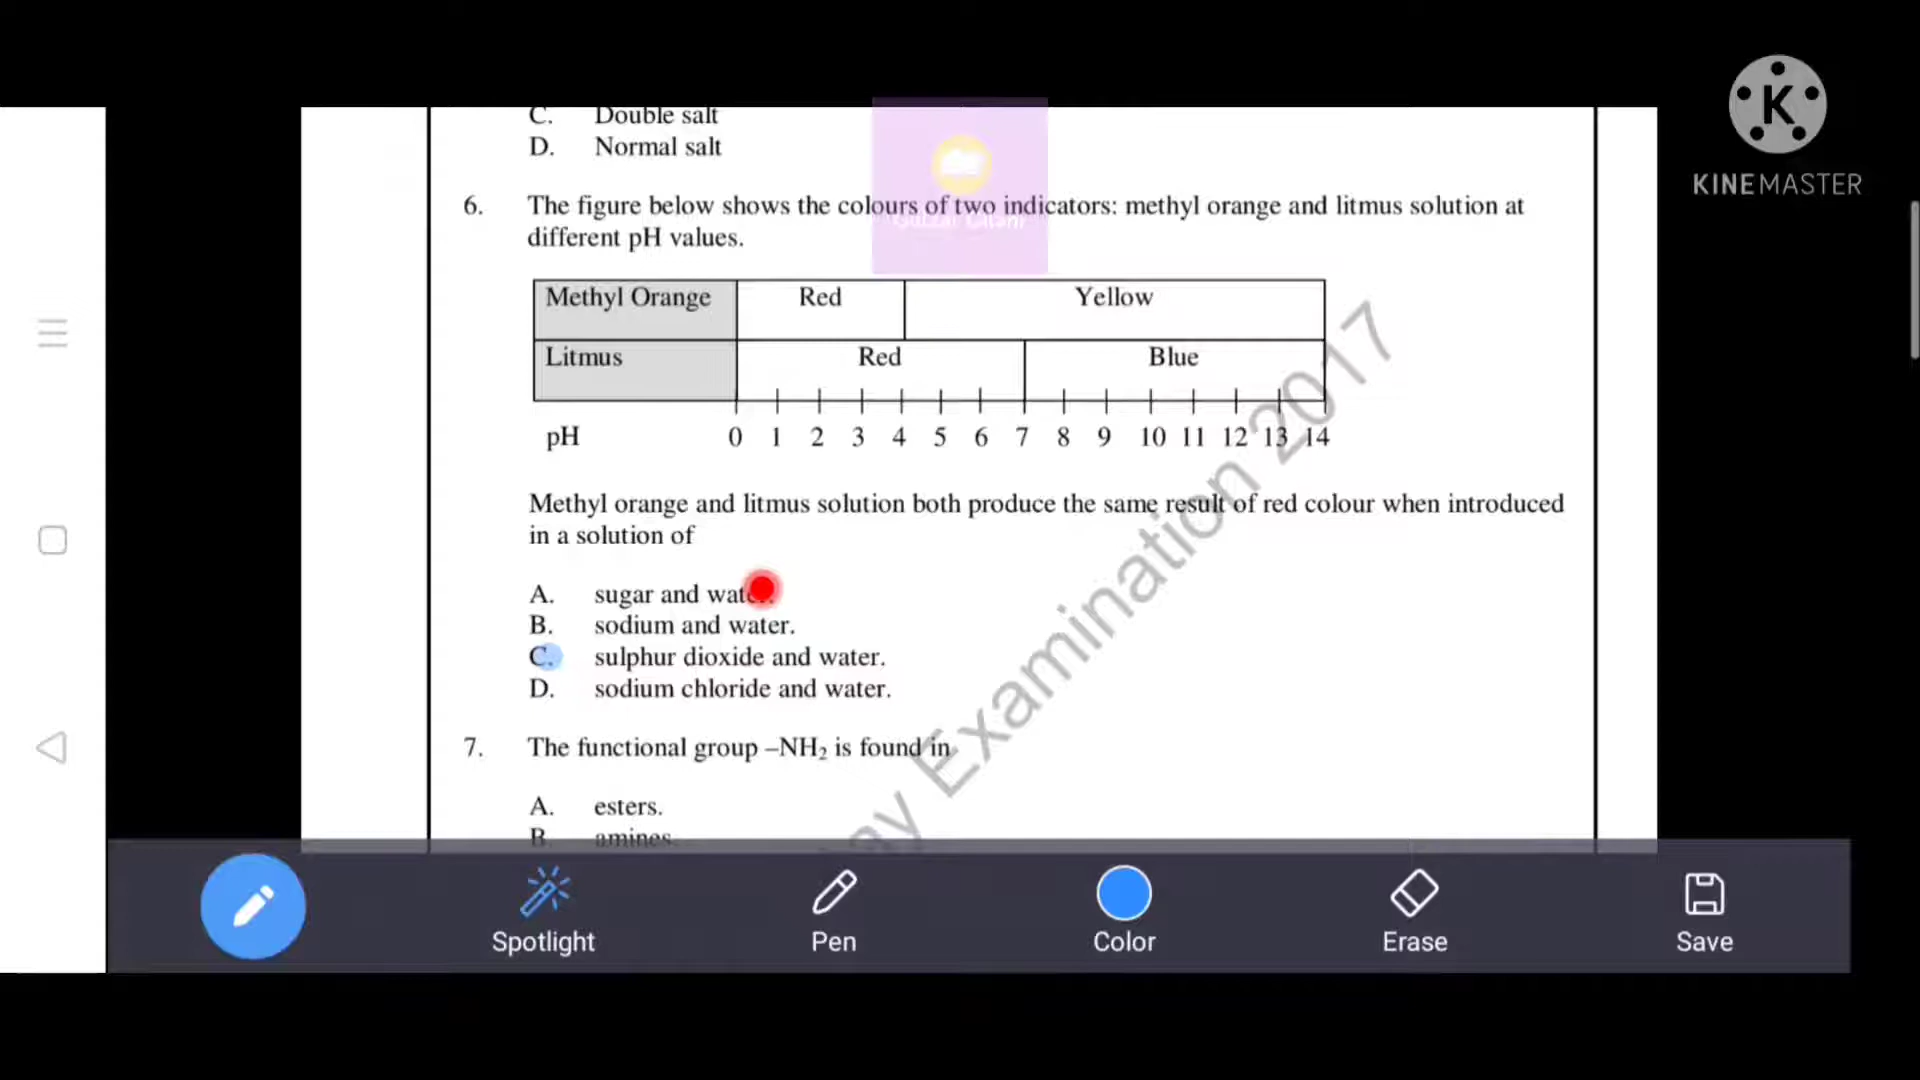 KINEMASTER
C. Double salt
D. Normal salt
6. The figure below shows the colours of two indicators: methyl orange and litmus solution at
different pH values.
Methyl Orange Red Yellow
Litmus Red Blue
pH 0 1 2 3 4 5 6 7 8 9 10 11 12 13 14
Methyl orange and litmus solution both produce the same result of red colour when introduced
in a solution of
A. sugar and water.
B. sodium and water.
C. sulphur dioxide and water.
D. sodium chloride and water.
7. The functional group –NH₂ is found in
A. esters.
B. amines.
Examination 2017
Spotlight Pen Color Erase Save